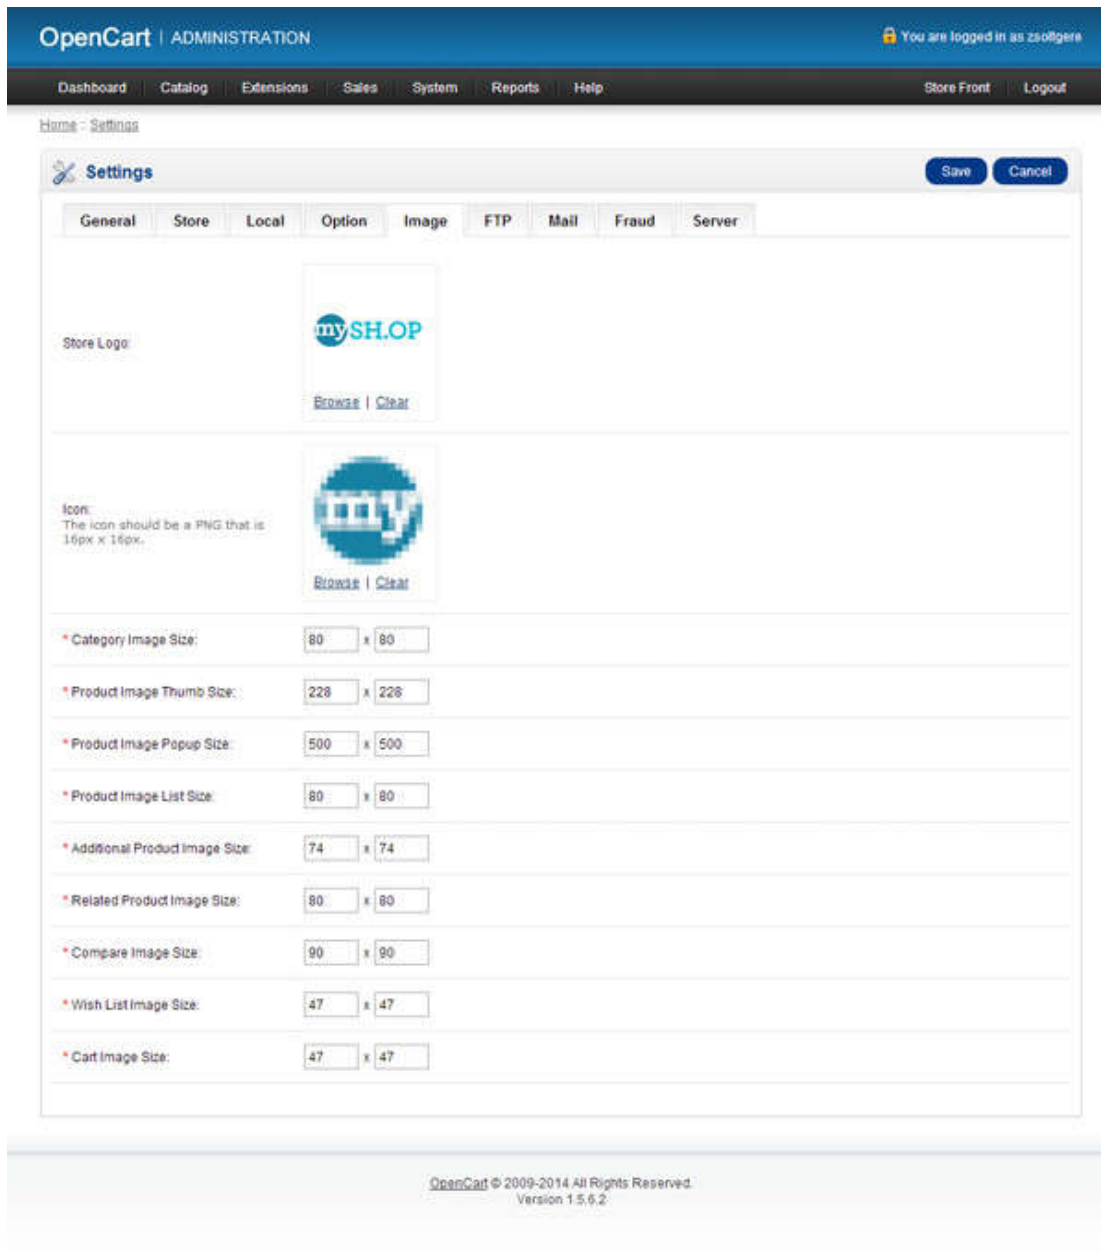 OpenCart | ADMINISTRATION
You are logged in as zsoltgere
Dashboard Catalog Extensions Sales System Reports Help Store Front Logout
Home :: Settings
Settings
Save Cancel
General Store Local Option Image FTP Mail Fraud Server
Store Logo:
mySH.OP
Browse | Clear
Icon:
The icon should be a PNG that is
16px x 16px.
my
Browse | Clear
* Category Image Size: 80 x 80
* Product Image Thumb Size: 228 x 228
* Product Image Popup Size: 500 x 500
* Product Image List Size: 80 x 80
* Additional Product Image Size: 74 x 74
* Related Product Image Size: 80 x 80
* Compare Image Size: 90 x 90
* Wish List Image Size: 47 x 47
* Cart Image Size: 47 x 47
OpenCart © 2009-2014 All Rights Reserved.
Version 1.5.6.2